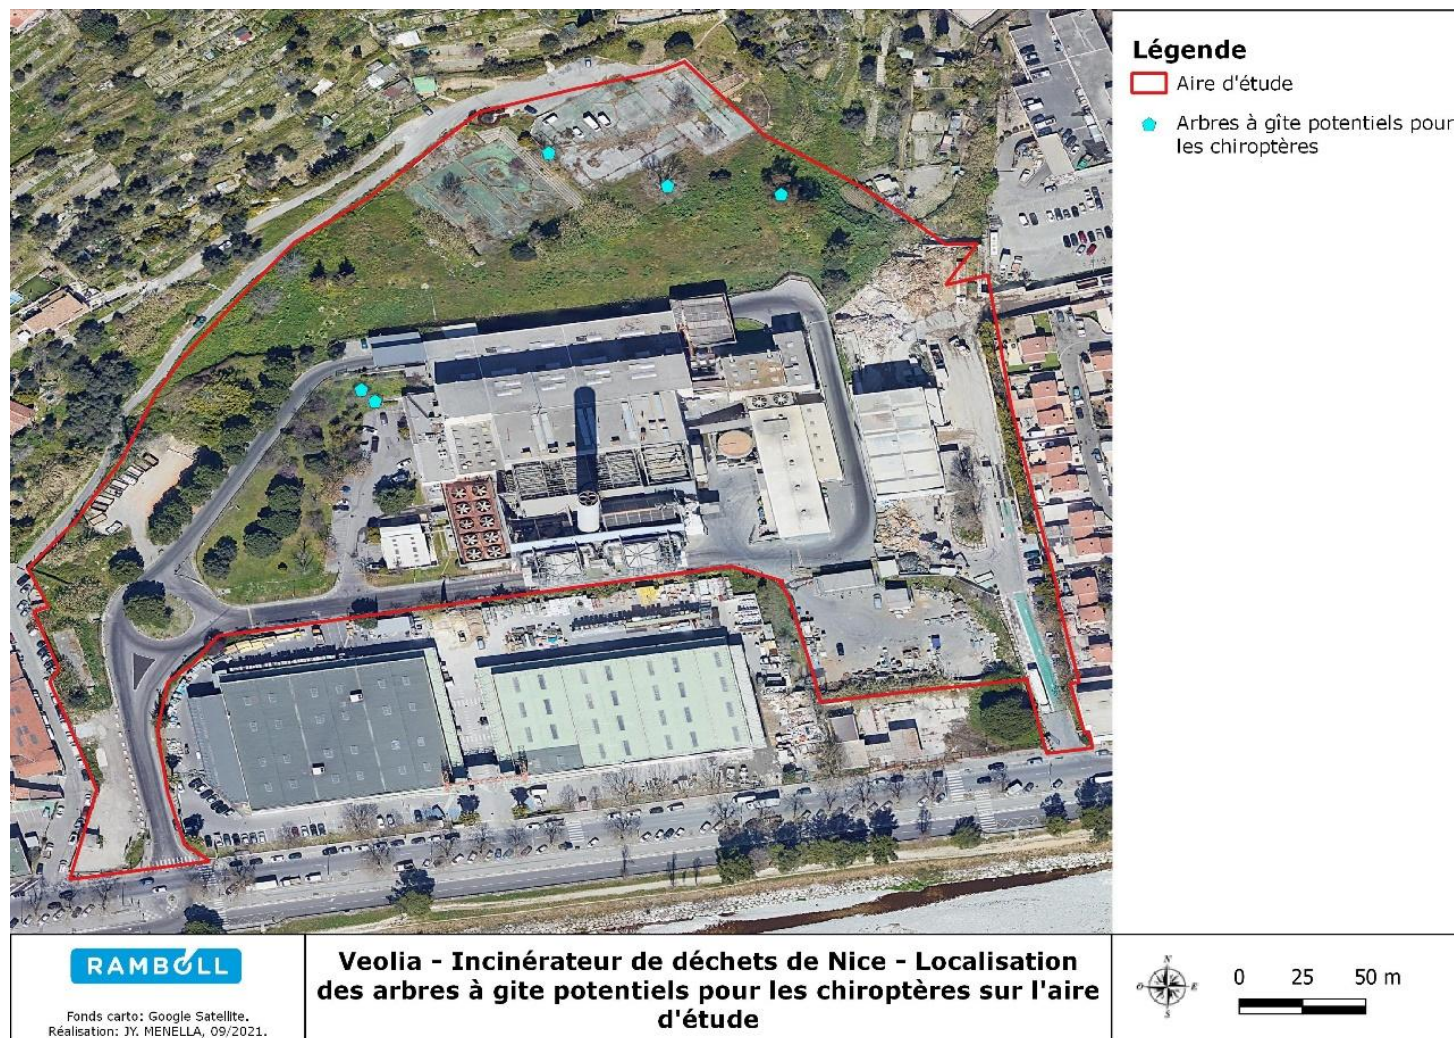 Légende
Aire d'étude
Arbres à gîte potentiels pour
les chiroptères
RAMBOLL
Fonds carto: Google Satellite.
Réalisation: JY. MENELLA, 09/2021.
Veolia - Incinérateur de déchets de Nice - Localisation
des arbres à gite potentiels pour les chiroptères sur l'aire
d'étude
N
O E
S
0 25 50 m